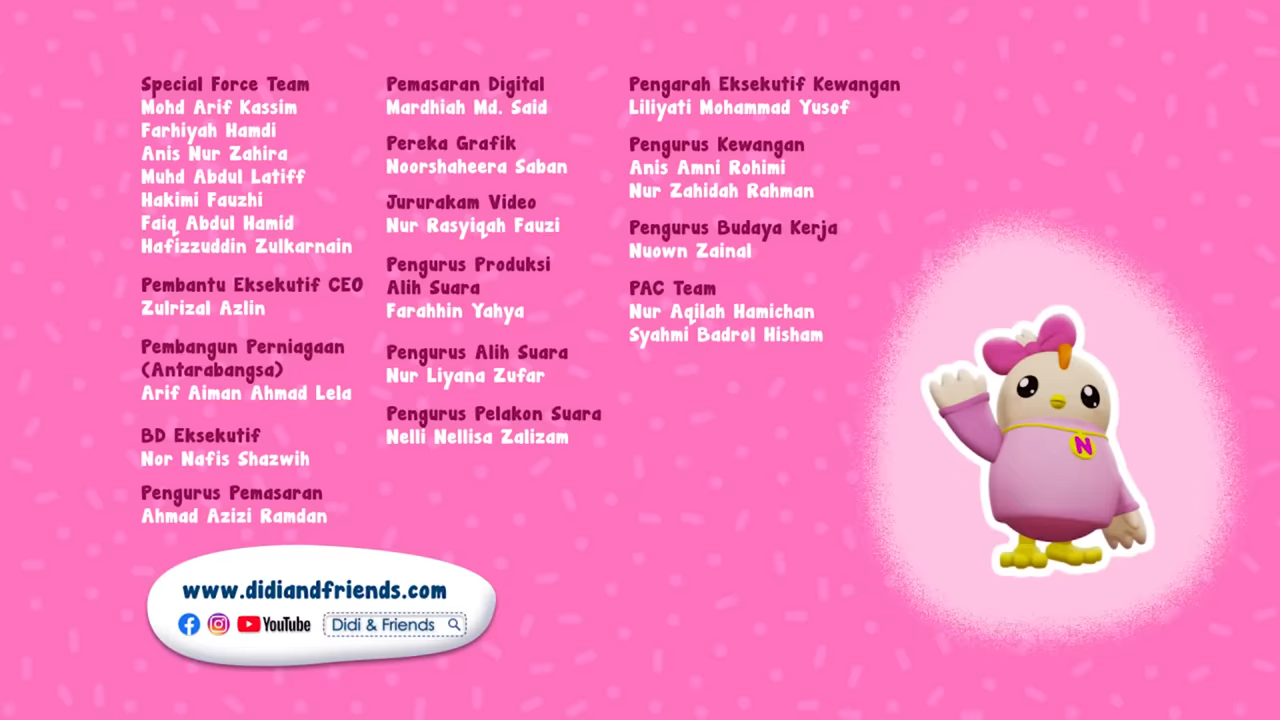 Special Force Team
Mohd Arif Kassim
Farhiyah Hamdi
Anis Nur Zahira
Muhd Abdul Latiff
Hakimi Fauzhi
Faiq Abdul Hamid
Hafizzuddin Zulkarnain
Pembantu Eksekutif CEO
Zulrizal Azlin
Pembangun Perniagaan
(Antarabangsa)
Arif Aiman Ahmad Lela
BD Eksekutif
Nor Nafis Shazwih
Pengurus Pemasaran
Ahmad Azizi Ramdan
Pemasaran Digital
Mardhiah Md. Said
Pereka Grafik
Noorshaheera Saban
Jururakam Video
Nur Rasyiqah Fauzi
Pengurus Produksi
Alih Suara
Farahhin Yahya
Pengurus Alih Suara
Nur Liyana Zufar
Pengurus Pelakon Suara
Nelli Nellisa Zalizam
Pengarah Eksekutif Kewangan
Liliyati Mohammad Yusof
Pengurus Kewangan
Anis Amni Rohimi
Nur Zahidah Rahman
Pengurus Budaya Kerja
Nuown Zainal
PAC Team
Nur Aqilah Hamichan
Syahmi Badrol Hisham
N
www.didiandfriends.com
YouTube Didi & Friends